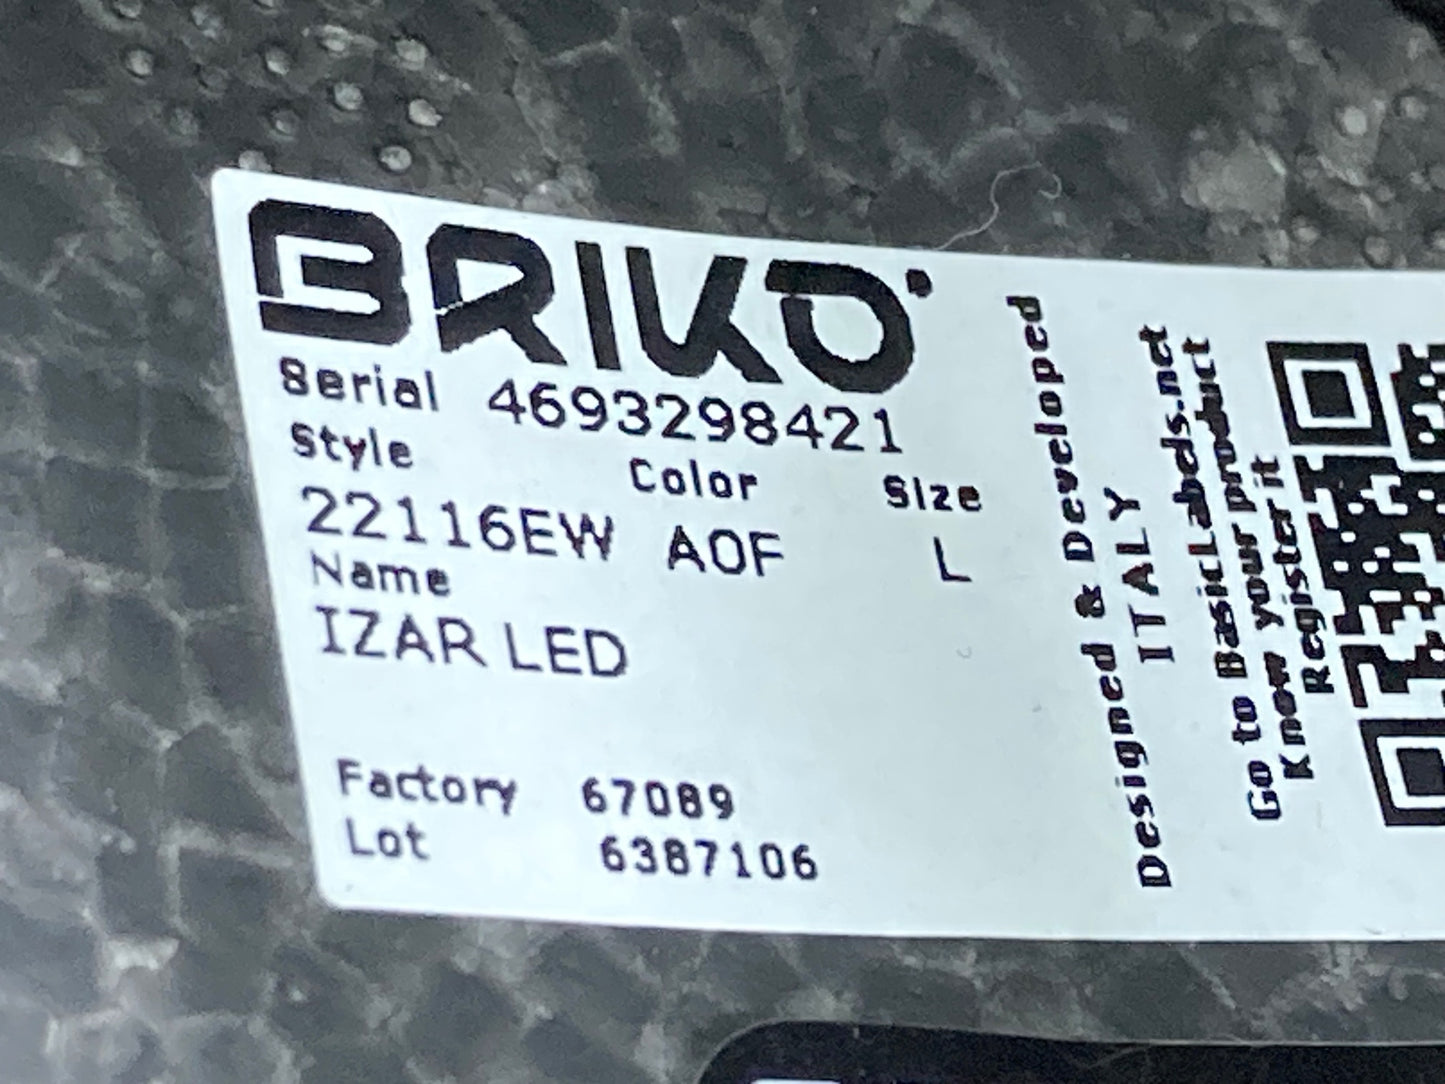 BRIKO
Serial 4693298421
Style Color Size
22116EW AOF L
Name
IZAR LED
Factory 67089
Lot 6387106
Designed & Developed
ITALY
Go to BasicLabels.net
Know your product
Register it